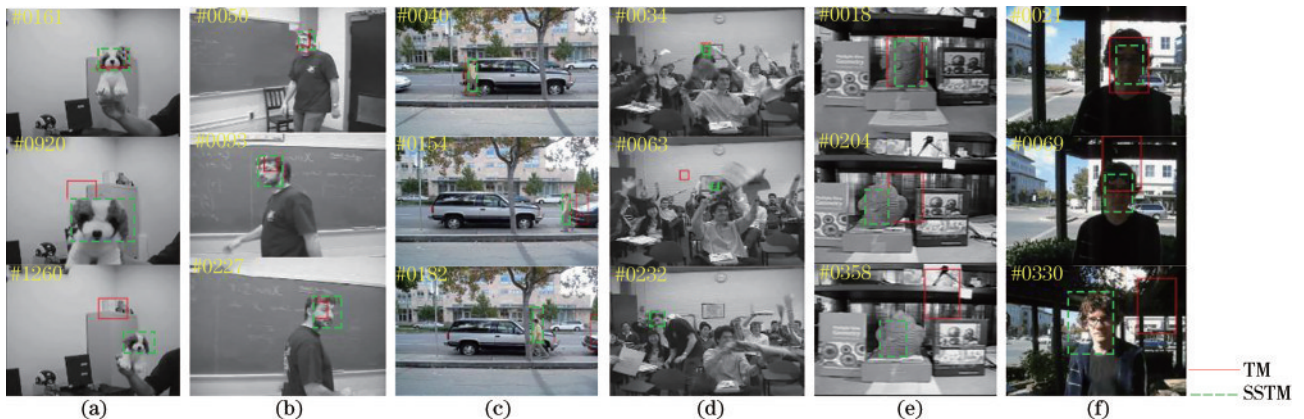 #0161 #0050 #0040 #0034 #0018 #0021
#0920 #0099 #0154 #0063 #0204 #0069
#1260 #0227 #0182 #0232 #0358 #0330
TM
SSTM
(a) (b) (c) (d) (e) (f)